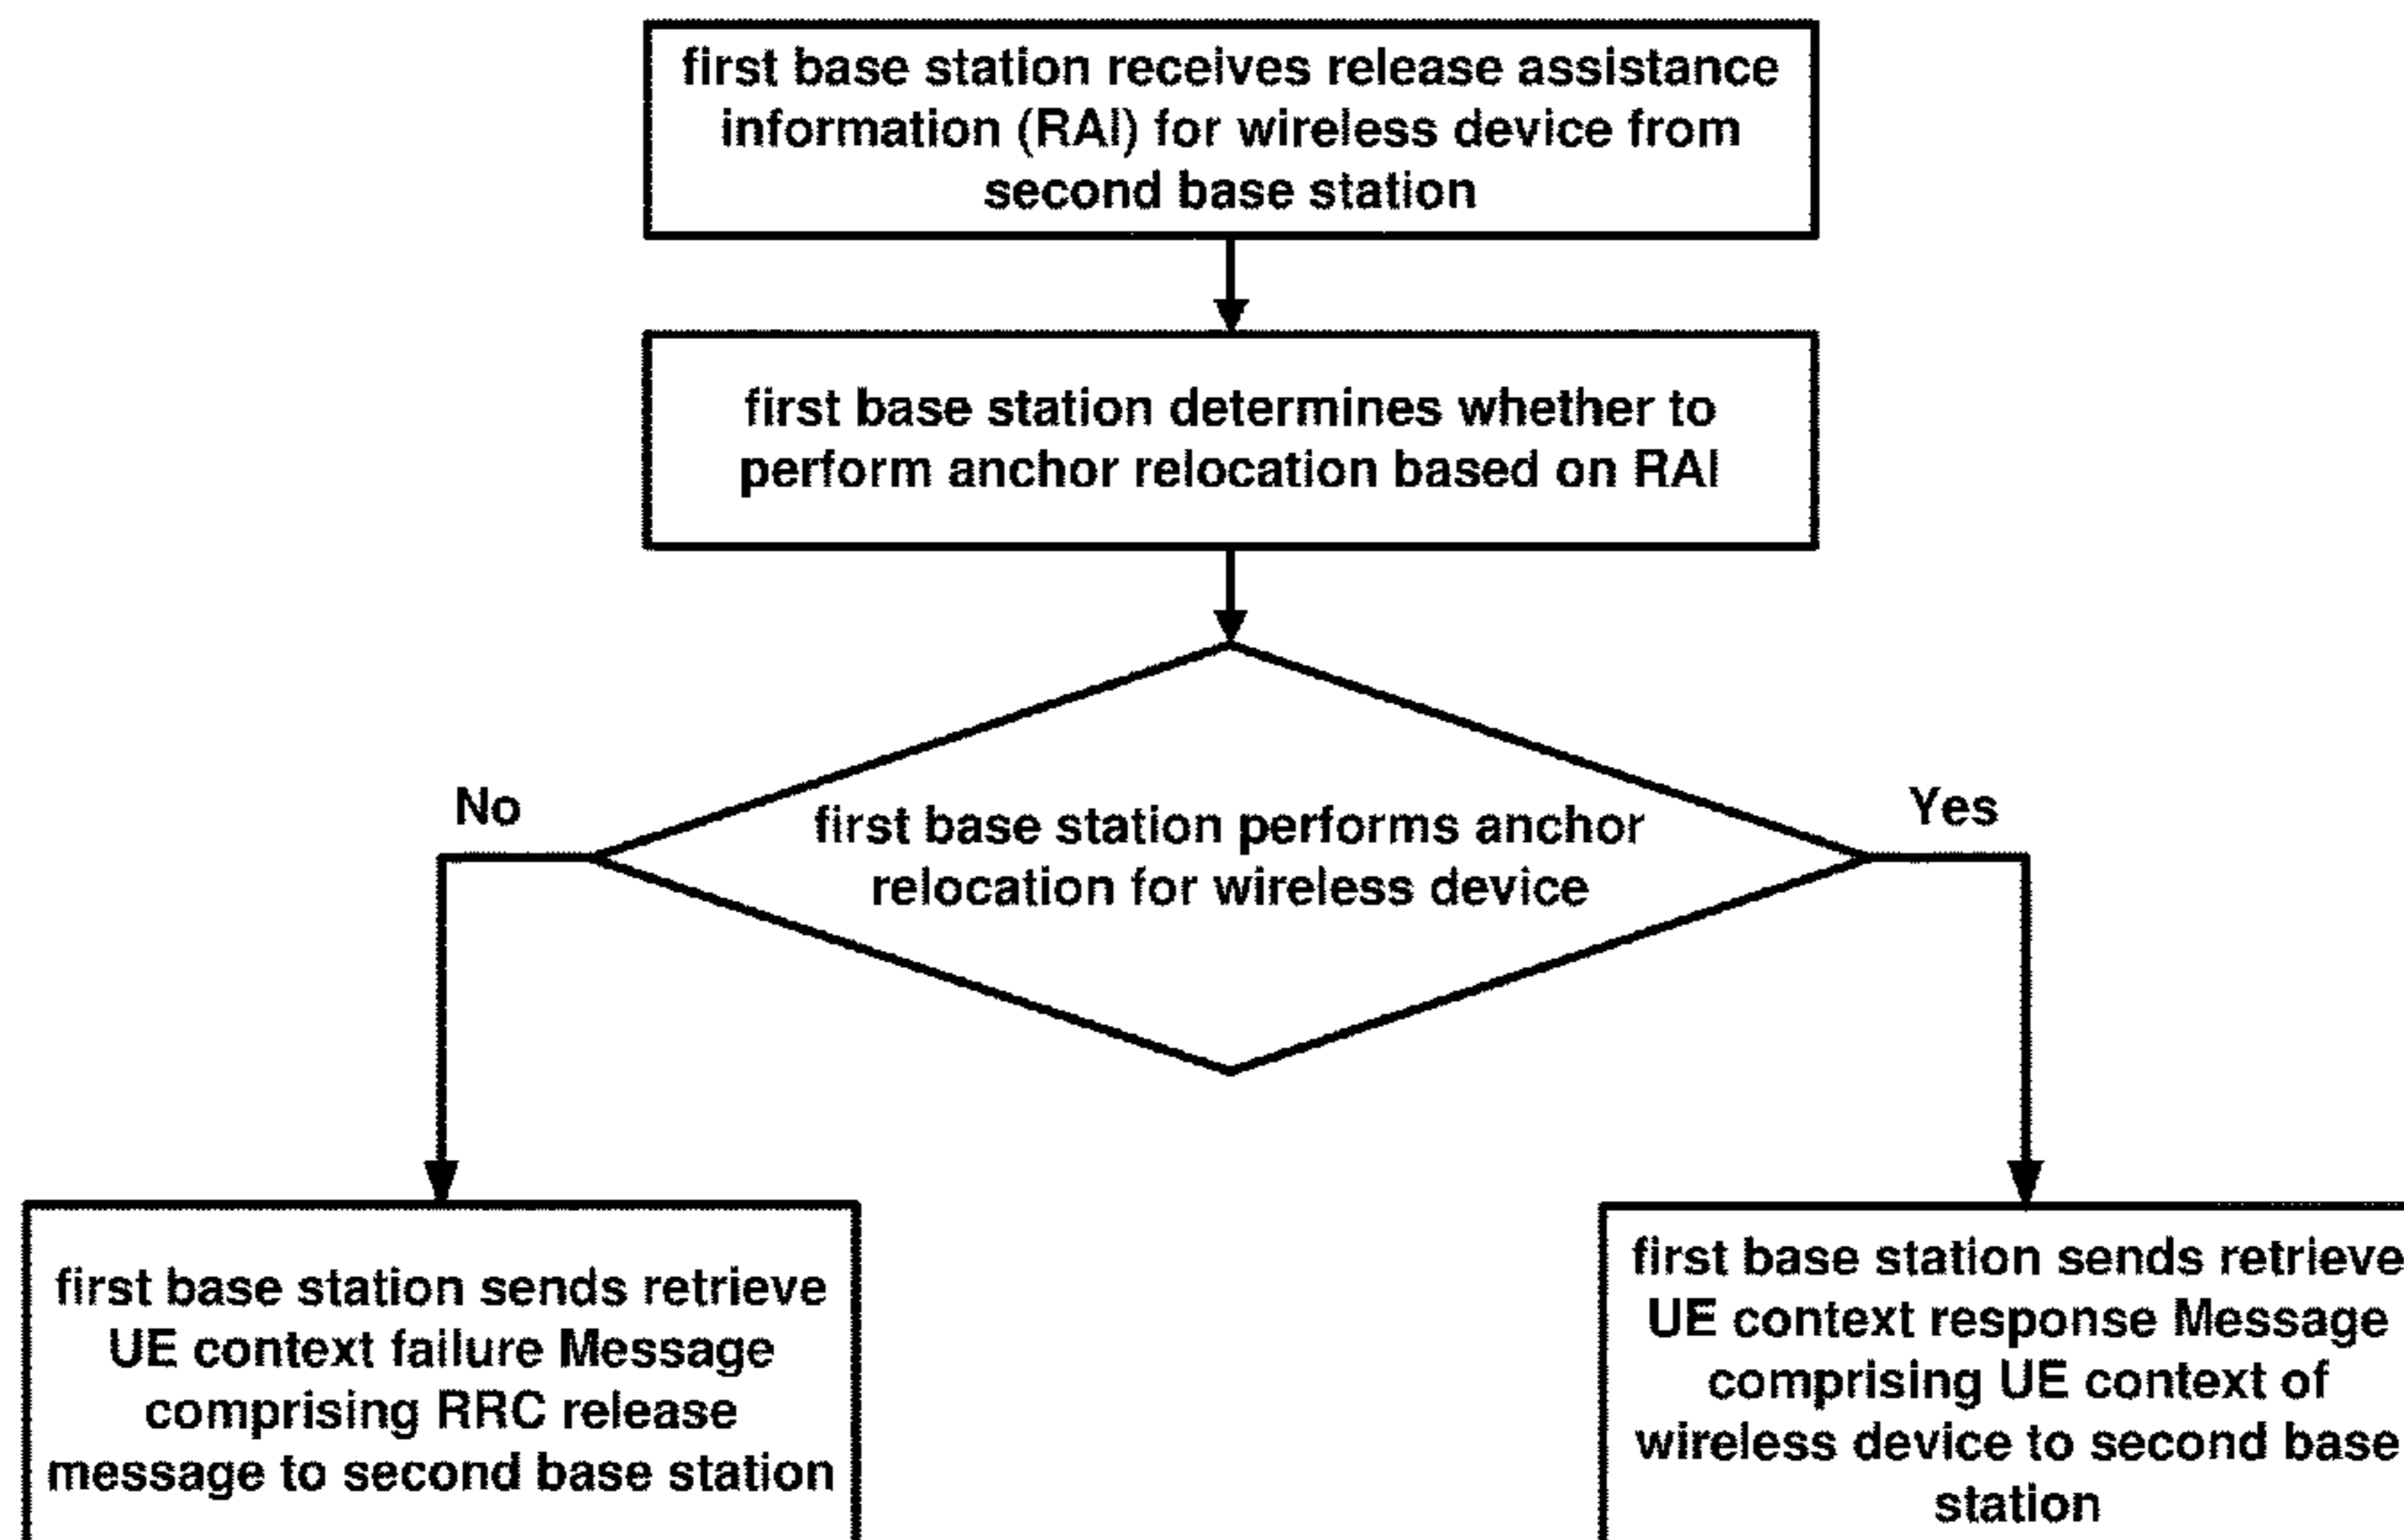 first base station receives release assistance
information (RAI) for wireless device from
second base station
first base station determines whether to
perform anchor relocation based on RAI
No
Yes
first base station performs anchor
relocation for wireless device
first base station sends retrieve
UE context failure Message
comprising RRC release
message to second base station
first base station sends retrieve
UE context response Message
comprising UE context of
wireless device to second base
station